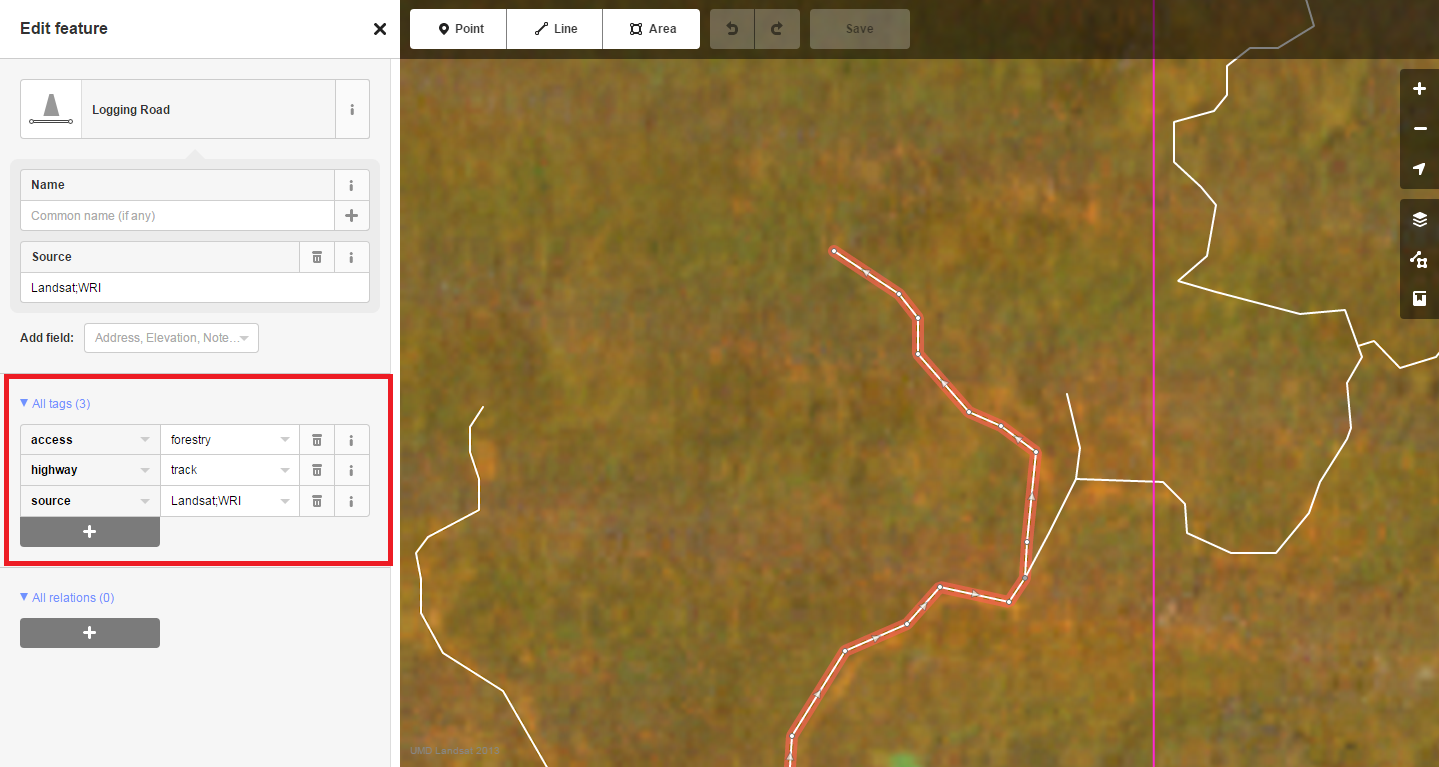 Edit feature
Point Line Area Save
Logging Road
Name
Common name (if any)
Source
Landsat;WRI
Add field: Address, Elevation, Note...
All tags (3)
access forestry
highway track
source Landsat;WRI
All relations (0)
UMD Landsat 2013